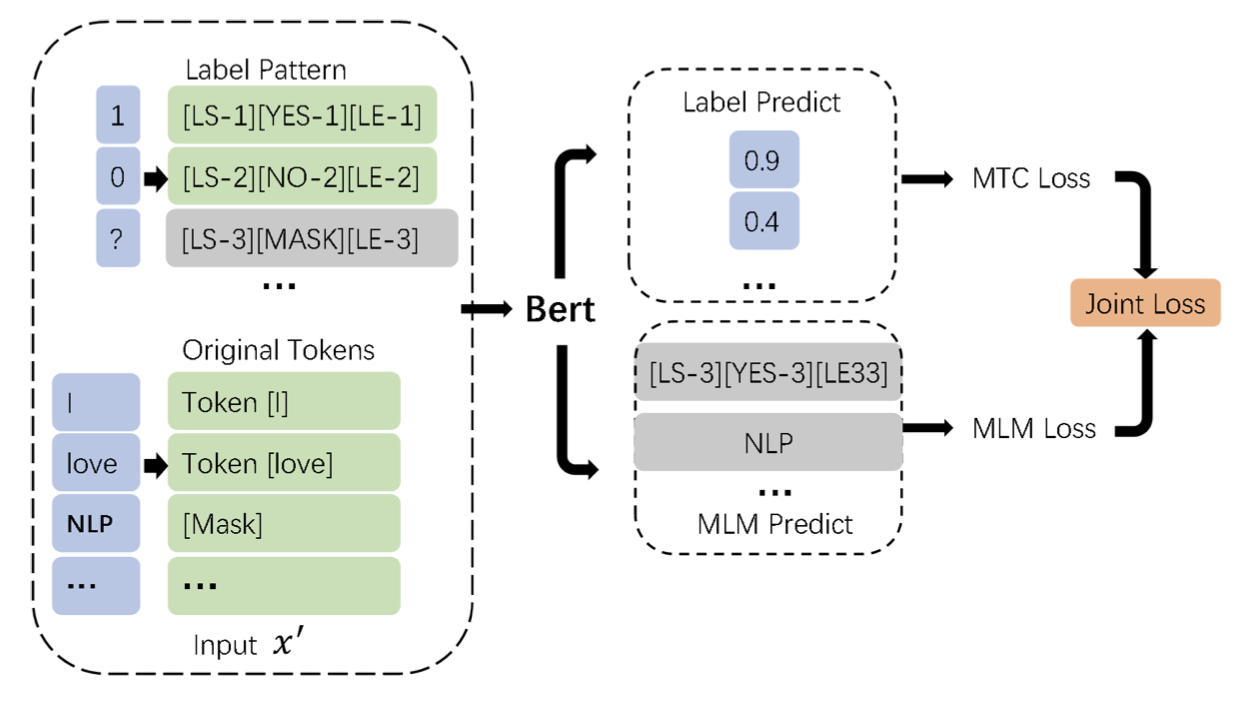 Label Pattern
1 [LS-1][YES-1][LE-1]
0 [LS-2][NO-2][LE-2]
? [LS-3][MASK][LE-3]
...
Original Tokens
I Token [I]
love Token [love]
NLP [Mask]
... ...
Input x′
Bert
Label Predict
0.9
0.4
...
[LS-3][YES-3][LE33]
NLP
...
MLM Predict
MTC Loss
MLM Loss
Joint Loss